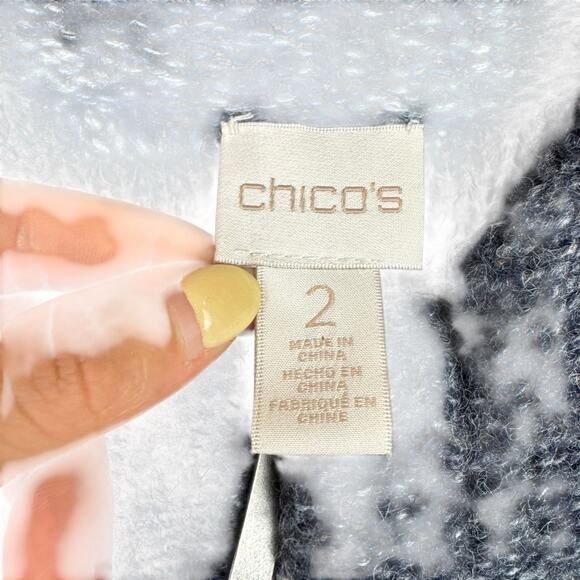 chico's
2
MADE IN
CHINA
HECHO EN
CHINA
FABRIQUÉ EN
CHINE